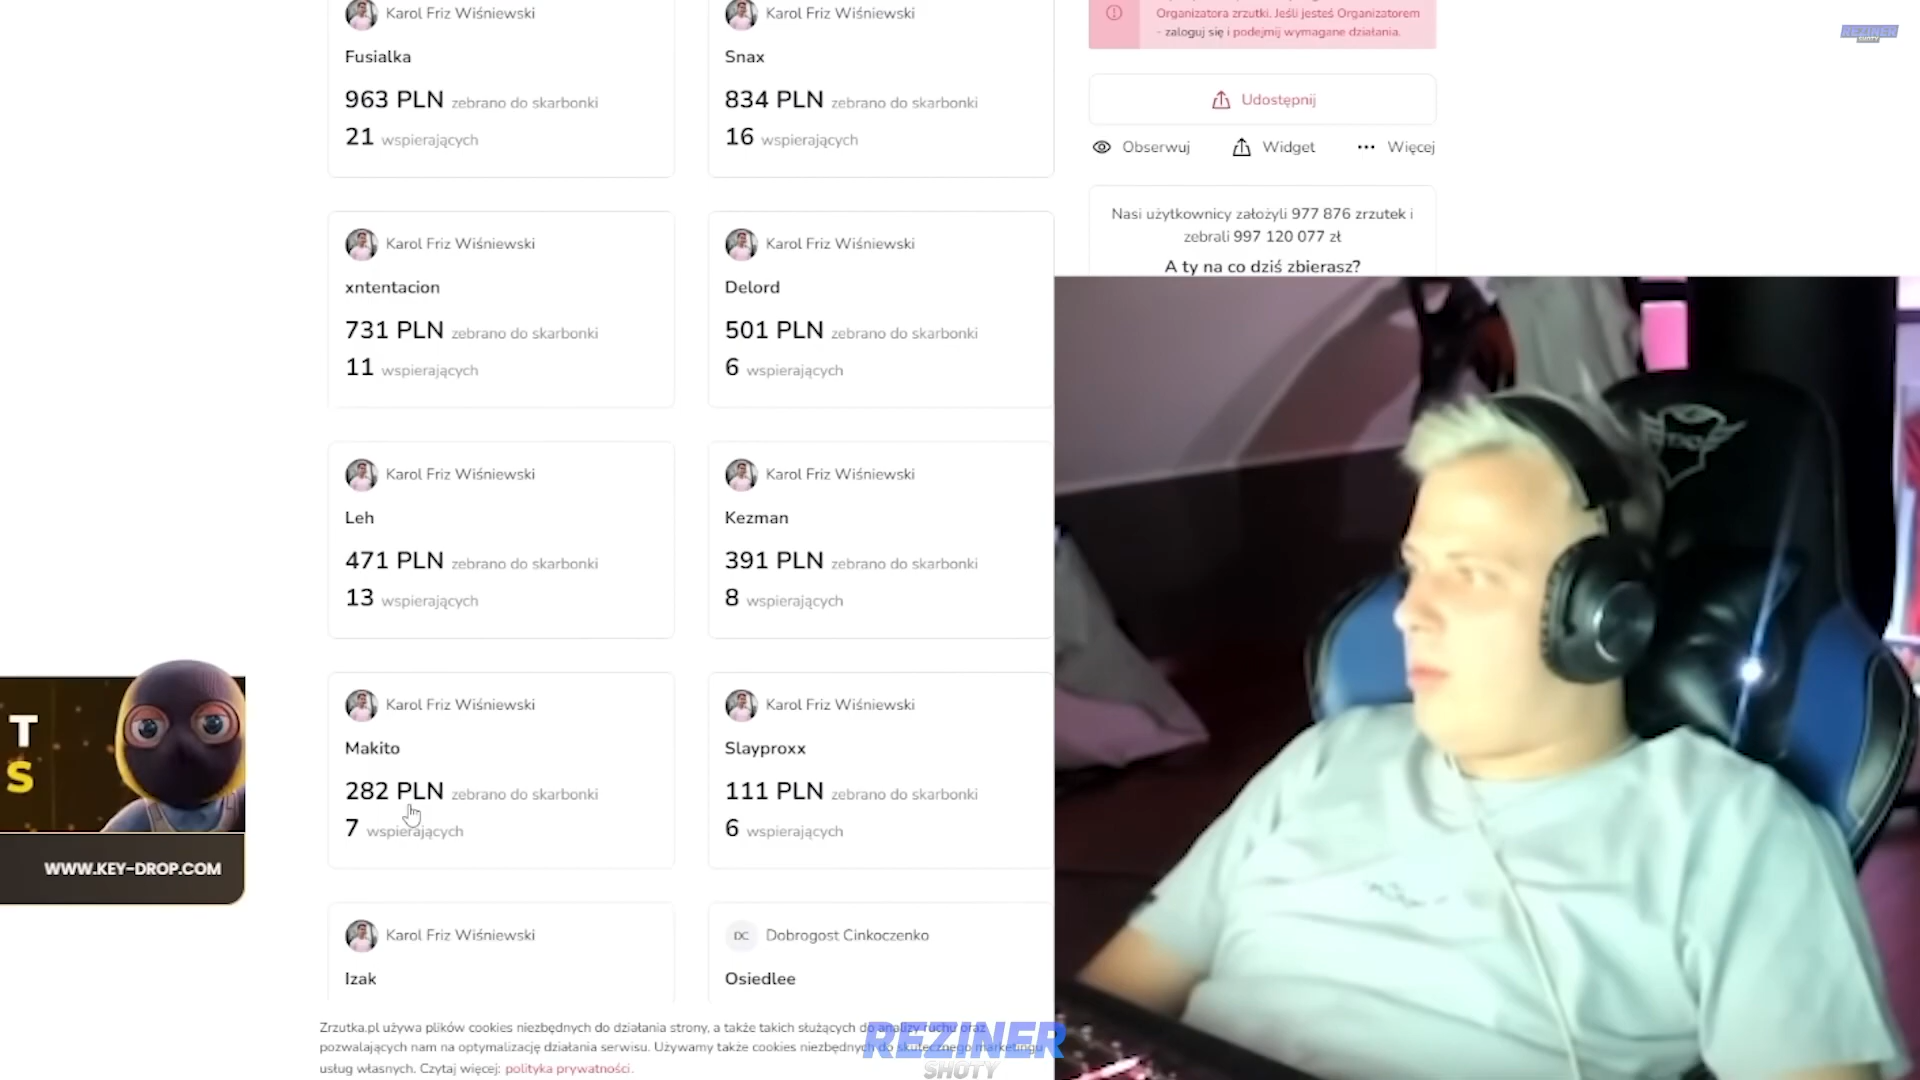 Karol Friz Wiśniewski
Fusialka
963 PLN zebrano do skarbonki
21 wspierających
Karol Friz Wiśniewski
Snax
834 PLN zebrano do skarbonki
16 wspierających
Karol Friz Wiśniewski
xntentacion
731 PLN zebrano do skarbonki
11 wspierających
Karol Friz Wiśniewski
Delord
501 PLN zebrano do skarbonki
6 wspierających
Karol Friz Wiśniewski
Leh
471 PLN zebrano do skarbonki
13 wspierających
Karol Friz Wiśniewski
Kezman
391 PLN zebrano do skarbonki
8 wspierających
Karol Friz Wiśniewski
Makito
282 PLN zebrano do skarbonki
7 wspierających
Karol Friz Wiśniewski
Slayproxx
111 PLN zebrano do skarbonki
6 wspierających
Karol Friz Wiśniewski
Izak
DC Dobrogost Cinkoczenko
Osiedlee
Organizatora zrzutki. Jeśli jesteś Organizatorem
- zaloguj się i podejmij wymagane działania.
Udostępnij
Obserwuj Widget Więcej
Nasi użytkownicy założyli 977 876 zrzutek i
zebrali 997 120 077 zł
A ty na co dziś zbierasz?
REZINER
T
S
WWW.KEY-DROP.COM
Zrzutka.pl używa plików cookies niezbędnych do działania strony, a także takich służących do analizy ruchu oraz
pozwalających nam na optymalizację działania serwisu. Używamy także cookies niezbędnych do skutecznego marketingu
usług własnych. Czytaj więcej: polityka prywatności.
REZINER
SHOTY